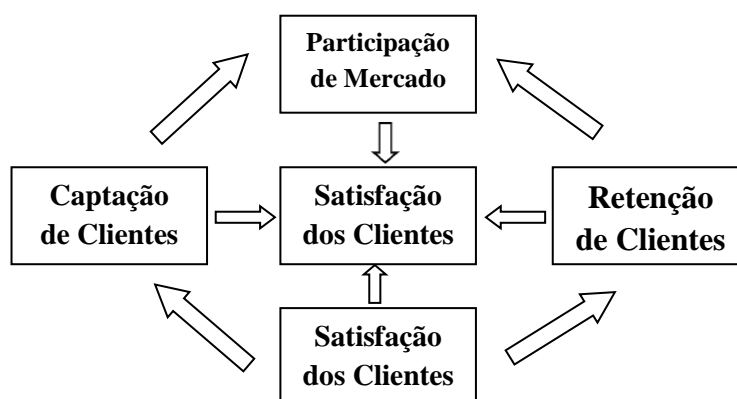 Participação
de Mercado
Captação
de Clientes
Satisfação
dos Clientes
Retenção
de Clientes
Satisfação
dos Clientes